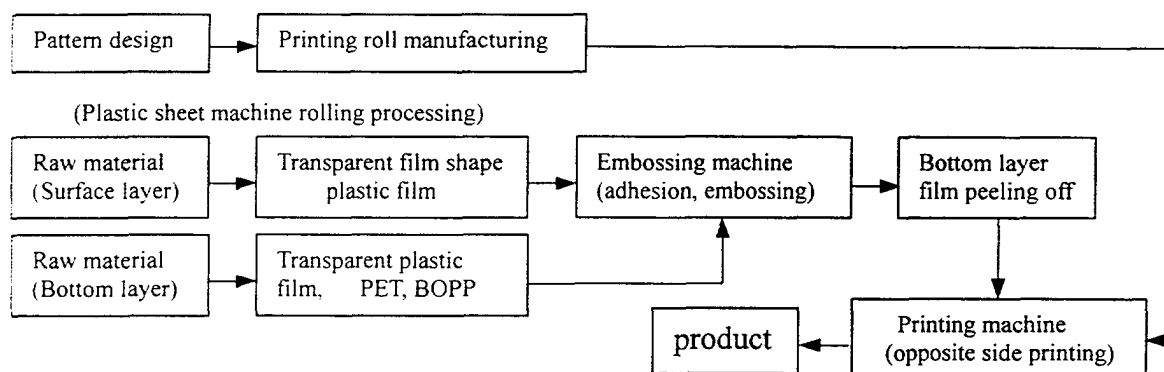 Pattern design
Printing roll manufacturing
(Plastic sheet machine rolling processing)
Raw material
(Surface layer)
Transparent film shape
plastic film
Embossing machine
(adhesion, embossing)
Bottom layer
film peeling off
Raw material
(Bottom layer)
Transparent plastic
film, PET, BOPP
product
Printing machine
(opposite side printing)